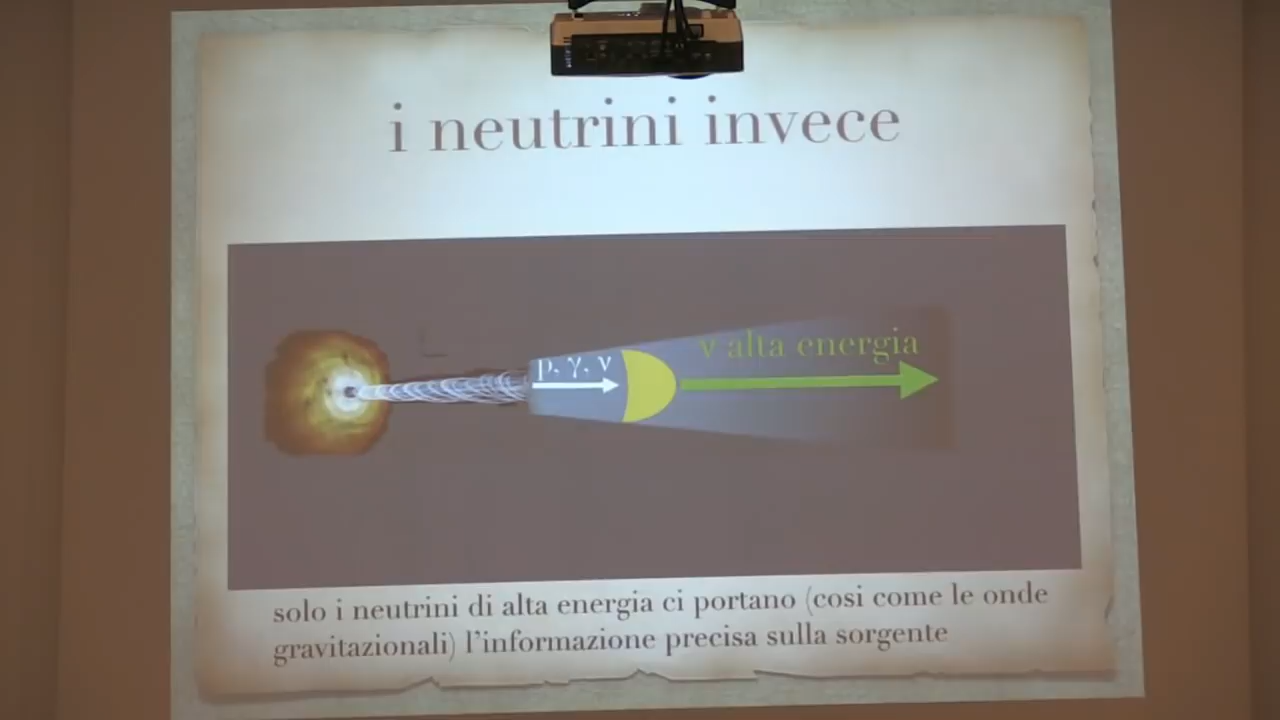 i neutrini invece
p, γ, ν
ν alta energia
solo i neutrini di alta energia ci portano (cosi come le onde
gravitazionali) l'informazione precisa sulla sorgente